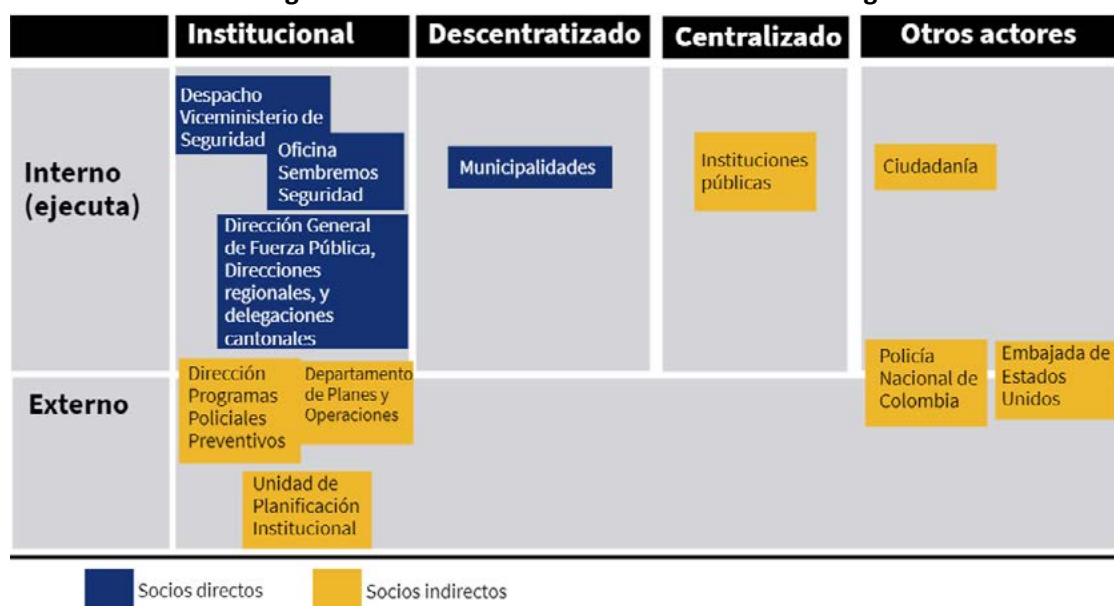 Institucional
Descentratizado
Centralizado
Otros actores
Interno
(ejecuta)
Despacho
Viceministerio de
Seguridad
Oficina
Sembremos
Seguridad
Dirección General
de Fuerza Pública,
Direcciones
regionales, y
delegaciones
cantonales
Municipalidades
Instituciones
públicas
Ciudadanía
Externo
Dirección
Programas
Policiales
Preventivos
Departamento
de Planes y
Operaciones
Unidad de
Planificación
Institucional
Policía
Nacional de
Colombia
Embajada de
Estados
Unidos
Socios directos
Socios indirectos